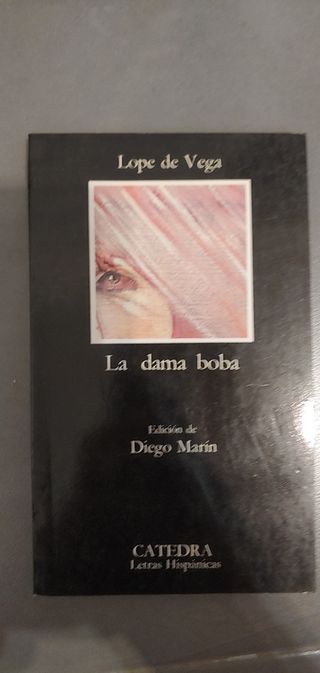 Lope de Vega
La dama boba
Edición de
Diego Marín
CATEDRA
Letras Hispánicas